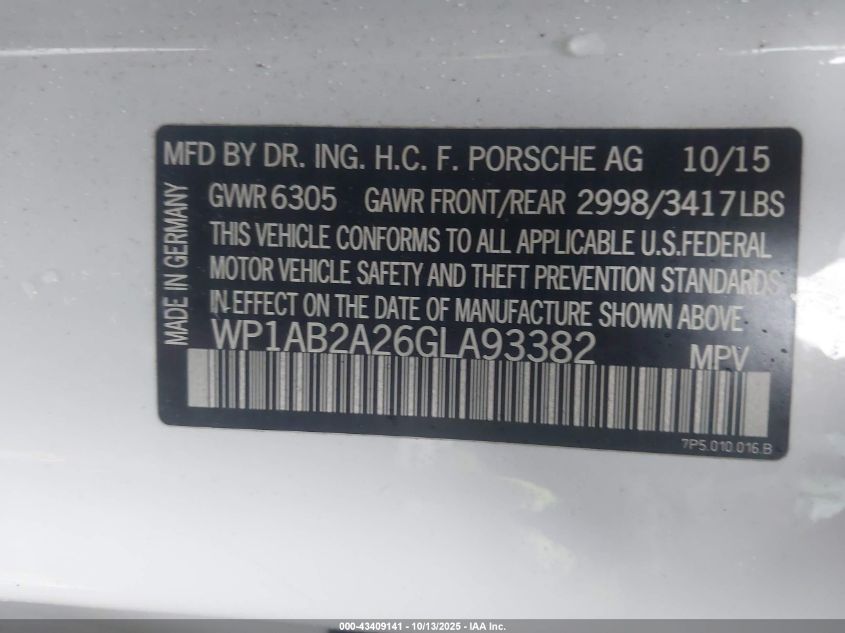 MFD BY DR. ING. H.C. F. PORSCHE AG 10/15
GVWR 6305 GAWR FRONT/REAR 2998/3417LBS
THIS VEHICLE CONFORMS TO ALL APPLICABLE U.S.FEDERAL
MOTOR VEHICLE SAFETY AND THEFT PREVENTION STANDARDS
IN EFFECT ON THE DATE OF MANUFACTURE SHOWN ABOVE
WP1AB2A26GLA93382 MPV
MADE IN GERMANY
7P5.010.016.B
000-43409141 - 10/13/2025 - IAA Inc.